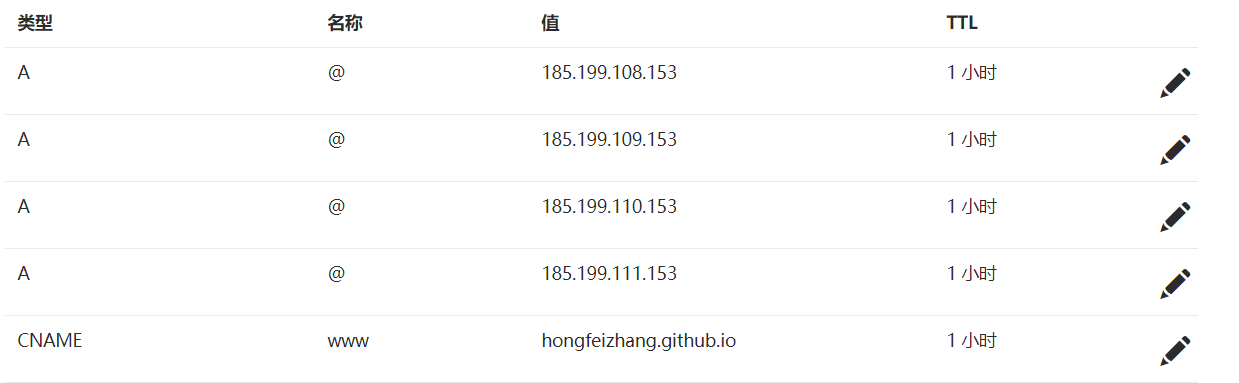 类型 名称 值 TTL
A @ 185.199.108.153 1 小时
A @ 185.199.109.153 1 小时
A @ 185.199.110.153 1 小时
A @ 185.199.111.153 1 小时
CNAME www hongfeizhang.github.io 1 小时